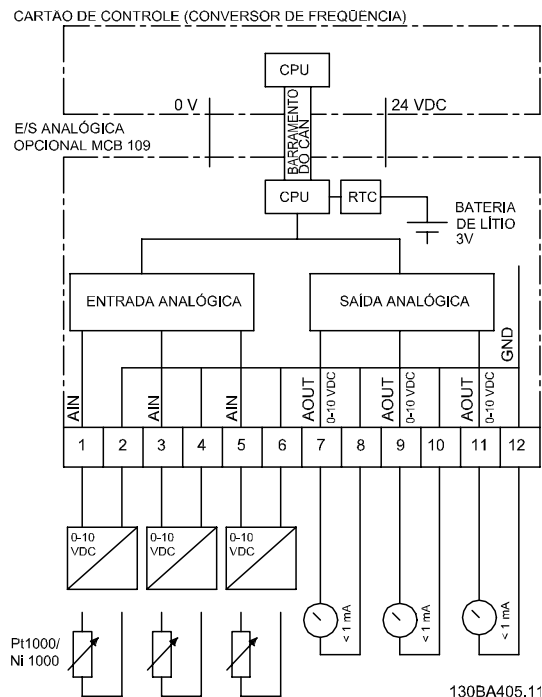 CARTÃO DE CONTROLE (CONVERSOR DE FREQÜÊNCIA)
CPU
0 V
24 VDC
BARRAMENTO
DO CAN
E/S ANALÓGICA
OPCIONAL MCB 109
CPU
RTC
BATERIA
DE LÍTIO
3V
ENTRADA ANALÓGICA
SAÍDA ANALÓGICA
GND
AIN
AIN
AIN
AOUT
0-10 VDC
AOUT
0-10 VDC
AOUT
0-10 VDC
1 2 3 4 5 6 7 8 9 10 11 12
0-10
VDC
0-10
VDC
0-10
VDC
< 1 mA
< 1 mA
< 1 mA
Pt1000/
Ni 1000
130BA405.11